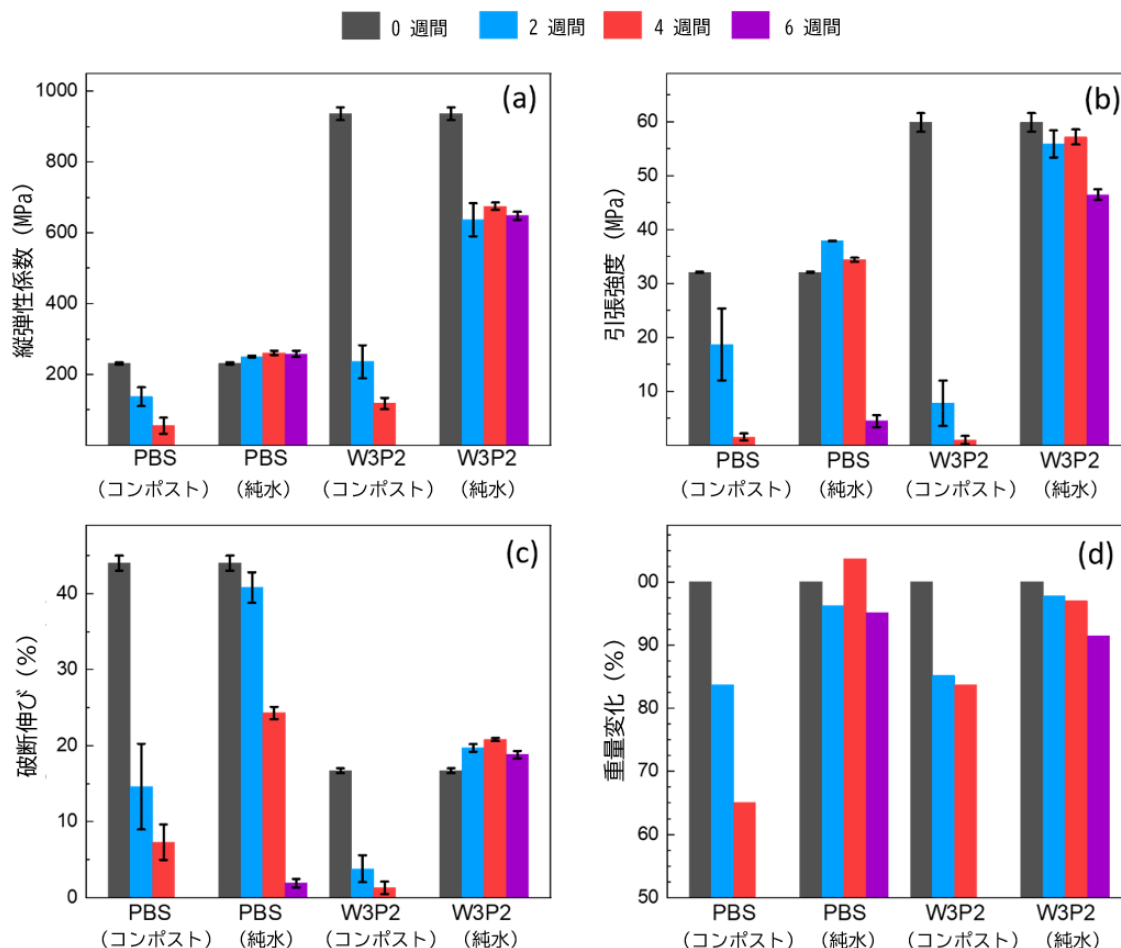 0 週間 2 週間 4 週間 6 週間
(a)
縦弾性係数 (MPa)
1000
800
600
400
200
PBS PBS W3P2 W3P2
(コンポスト) (純水) (コンポスト) (純水)
(b)
引張強度 (MPa)
60
50
40
30
20
10
PBS PBS W3P2 W3P2
(コンポスト) (純水) (コンポスト) (純水)
(c)
破断伸び (%)
40
30
20
10
0
PBS PBS W3P2 W3P2
(コンポスト) (純水) (コンポスト) (純水)
(d)
重量変化 (%)
00
90
80
70
60
50
PBS PBS W3P2 W3P2
(コンポスト) (純水) (コンポスト) (純水)